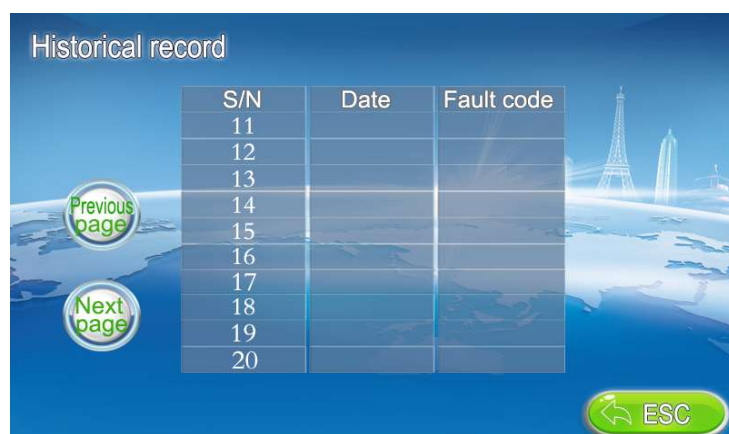 Historical record
S/N Date Fault code
11
12
13
14
15
16
17
18
19
20
Previous
page
Next
page
ESC